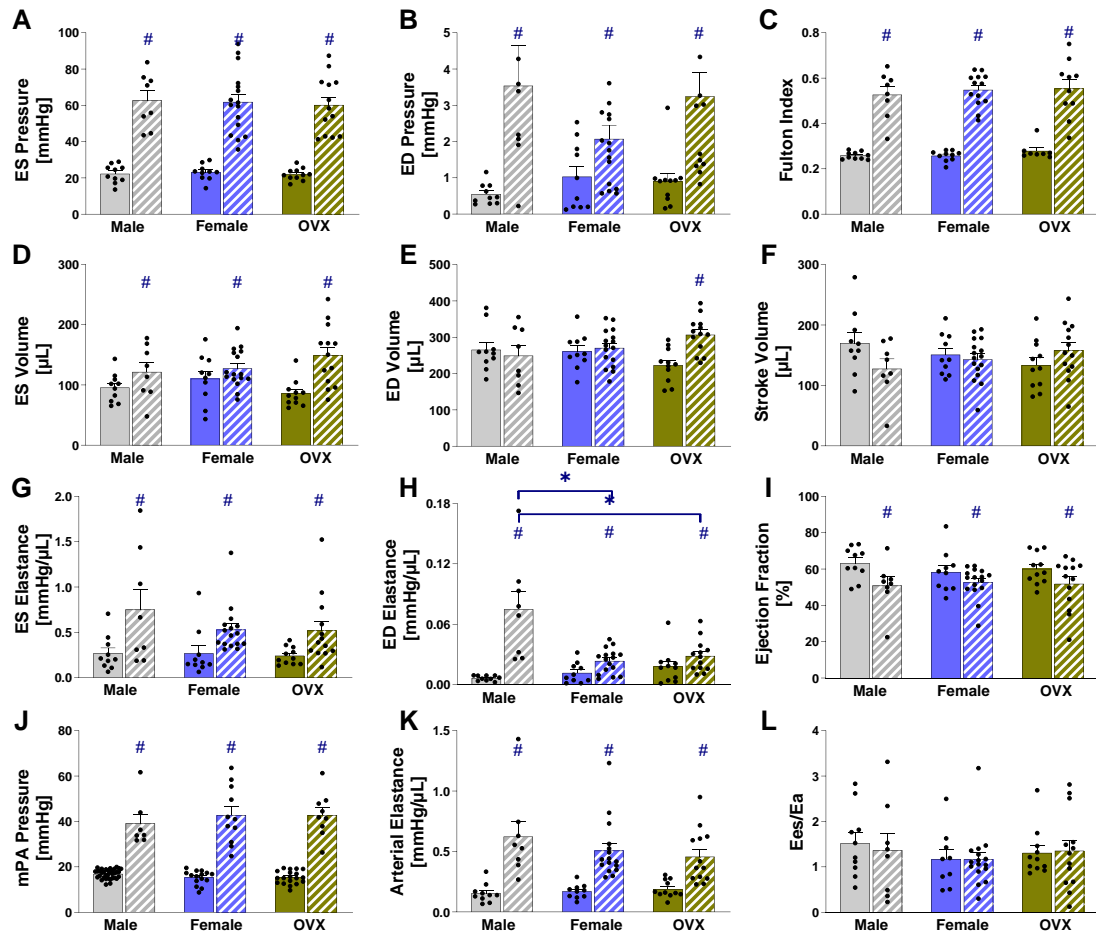 A
ES Pressure
[mmHg]
100
80
60
40
20
0
#
#
#
Male
Female
OVX
B
ED Pressure
[mmHg]
5
4
3
2
1
0
#
#
#
Male
Female
OVX
C
Fulton Index
0.8
0.6
0.4
0.2
0.0
#
#
#
Male
Female
OVX
D
ES Volume
[µL]
300
200
100
0
#
#
#
Male
Female
OVX
E
ED Volume
[µL]
500
400
300
200
100
0
#
Male
Female
OVX
F
Stroke Volume
[µL]
300
200
100
0
Male
Female
OVX
G
ES Elastance
[mmHg/µL]
2.0
1.5
1.0
0.5
0.0
#
#
#
Male
Female
OVX
H
ED Elastance
[mmHg/µL]
0.18
0.12
0.06
0.00
*
*
#
#
#
Male
Female
OVX
I
Ejection Fraction
[%]
100
80
60
40
20
0
#
#
#
Male
Female
OVX
J
mPA Pressure
[mmHg]
80
60
40
20
0
#
#
#
Male
Female
OVX
K
Arterial Elastance
[mmHg/µL]
1.5
1.0
0.5
0.0
#
#
#
Male
Female
OVX
L
Ees/Ea
4
3
2
1
0
Male
Female
OVX